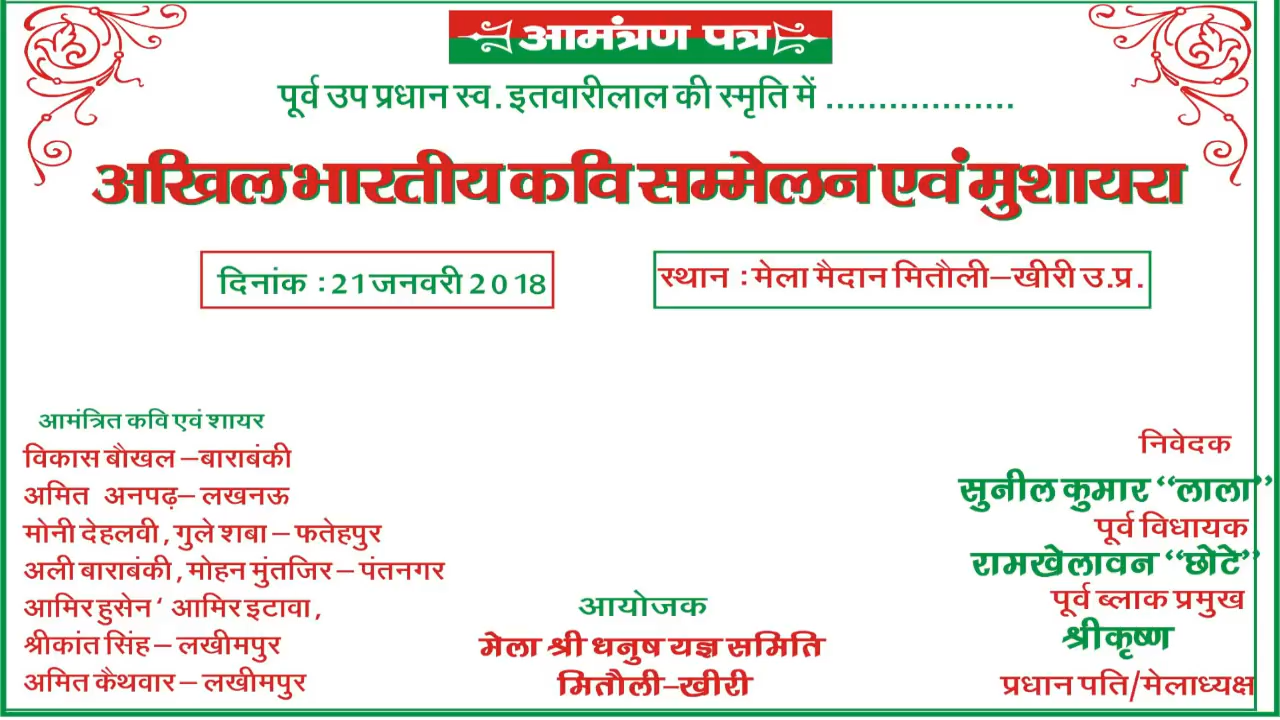 आमंत्रण पत्र
पूर्व उप प्रधान स्व. इतवारीलाल की स्मृति में ..................
अखिल भारतीय कवि सम्मेलन एवं मुशायरा
दिनांक : 21 जनवरी 2018
स्थान : मेला मैदान मितौली–खीरी उ.प्र.
आमंत्रित कवि एवं शायर
विकास बौखल –बाराबंकी
अमित अनपढ़– लखनऊ
मोनी देहलवी , गुले शबा – फतेहपुर
अली बाराबंकी , मोहन मुंतजिर – पंतनगर
आमिर हुसेन ‘ आमिर इटावा ,
श्रीकांत सिंह– लखीमपुर
अमित कैथवार– लखीमपुर
आयोजक
मेला श्री धनुष यज्ञ समिति
मितौली–खीरी
निवेदक
सुनील कुमार “लाला”
पूर्व विधायक
रामखेलावन “छोटे”
पूर्व ब्लाक प्रमुख
श्रीकृष्ण
प्रधान पति/मेलाध्यक्ष